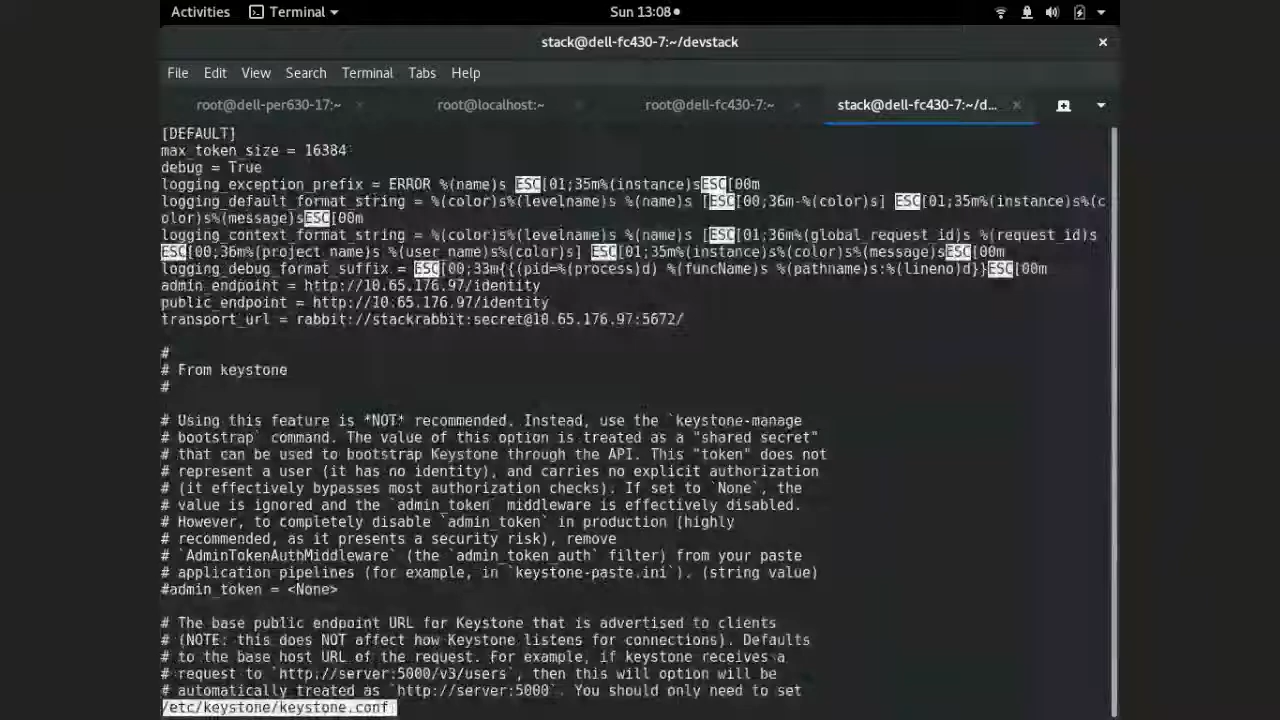 Activities
Terminal
Sun 13:08
stack@dell-fc430-7:~/devstack
File Edit View Search Terminal Tabs Help
root@dell-per630-17:~ root@localhost:~ root@dell-fc430-7:~ stack@dell-fc430-7:~/d...
[DEFAULT]
max_token_size = 16384
debug = True
logging_exception_prefix = ERROR %(name)s ESC[01;35m%(instance)sESC[00m
logging_default_format_string = %(color)s%(levelname)s %(name)s [ESC[00;36m-%(color)s] ESC[01;35m%(instance)s%(c
olor)s%(message)sESC[00m
logging_context_format_string = %(color)s%(levelname)s %(name)s [ESC[01;36m%(global_request_id)s %(request_id)s
ESC[00;36m%(project_name)s %(user_name)s%(color)s] ESC[01;35m%(instance)s%(color)s%(message)sESC[00m
logging_debug_format_suffix = ESC[00;33m{{(pid=%(process)d) %(funcName)s %(pathname)s:%(lineno)d}}ESC[00m
admin_endpoint = http://10.65.176.97/identity
public_endpoint = http://10.65.176.97/identity
transport_url = rabbit://stackrabbit:secret@10.65.176.97:5672/
#
# From keystone
#
# Using this feature is *NOT* recommended. Instead, use the `keystone-manage
# bootstrap` command. The value of this option is treated as a "shared secret"
# that can be used to bootstrap Keystone through the API. This "token" does not
# represent a user (it has no identity), and carries no explicit authorization
# (it effectively bypasses most authorization checks). If set to `None`, the
# value is ignored and the `admin_token` middleware is effectively disabled.
# However, to completely disable `admin_token` in production (highly
# recommended, as it presents a security risk), remove
# `AdminTokenAuthMiddleware` (the `admin_token_auth` filter) from your paste
# application pipelines (for example, in `keystone-paste.ini`). (string value)
#admin_token = <None>
# The base public endpoint URL for Keystone that is advertised to clients
# (NOTE: this does NOT affect how Keystone listens for connections). Defaults
# to the base host URL of the request. For example, if keystone receives a
# request to `http://server:5000/v3/users`, then this will option will be
# automatically treated as `http://server:5000`. You should only need to set
/etc/keystone/keystone.conf